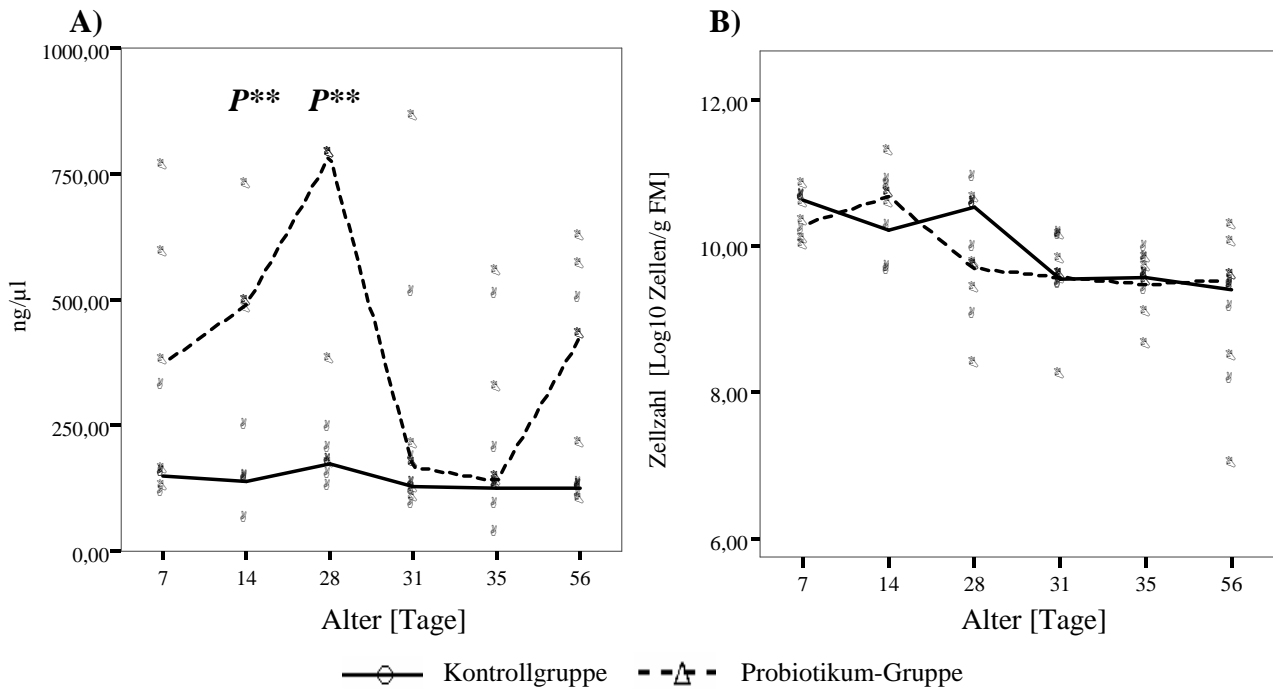 A)
1000,00
750,00
500,00
250,00
0,00
ng/µl
P** P**
7 14 28 31 35 56
Alter [Tage]
B)
12,00
10,00
8,00
6,00
Zellzahl [Log10 Zellen/g FM]
7 14 28 31 35 56
Alter [Tage]
Kontrollgruppe Probiotikum-Gruppe